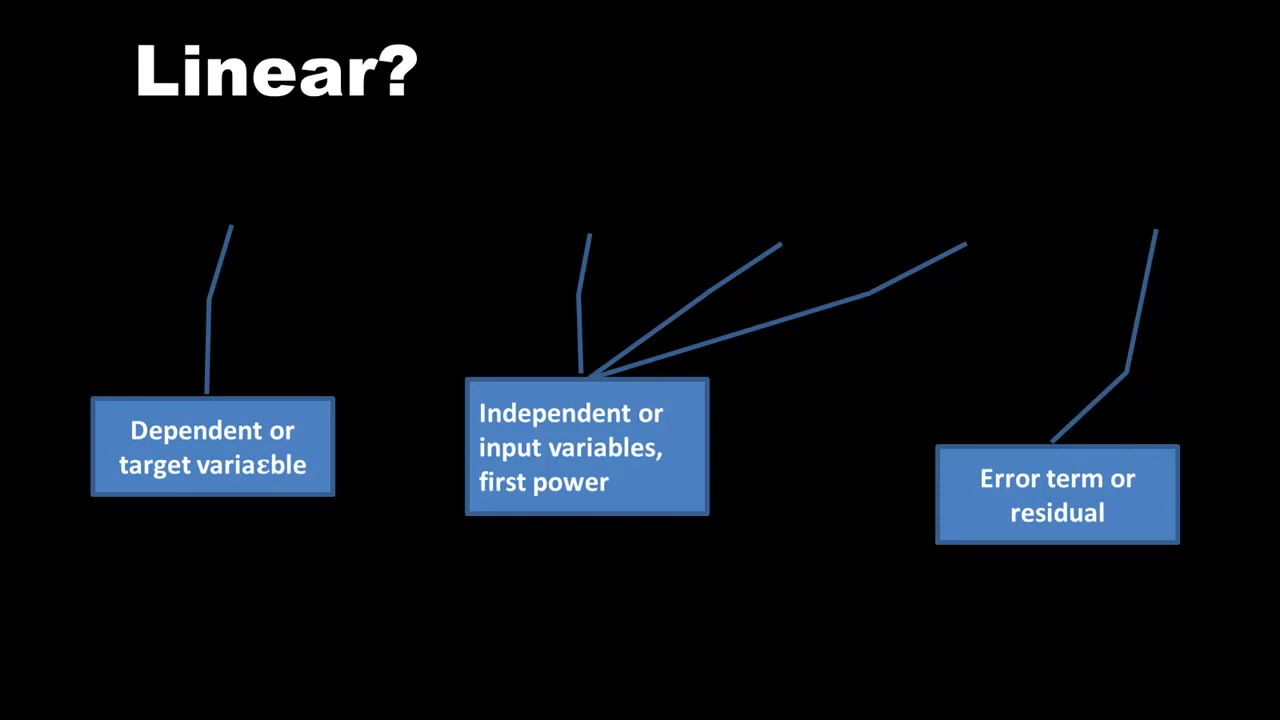 Linear?
Dependent or
target variaɛble
Independent or
input variables,
first power
Error term or
residual